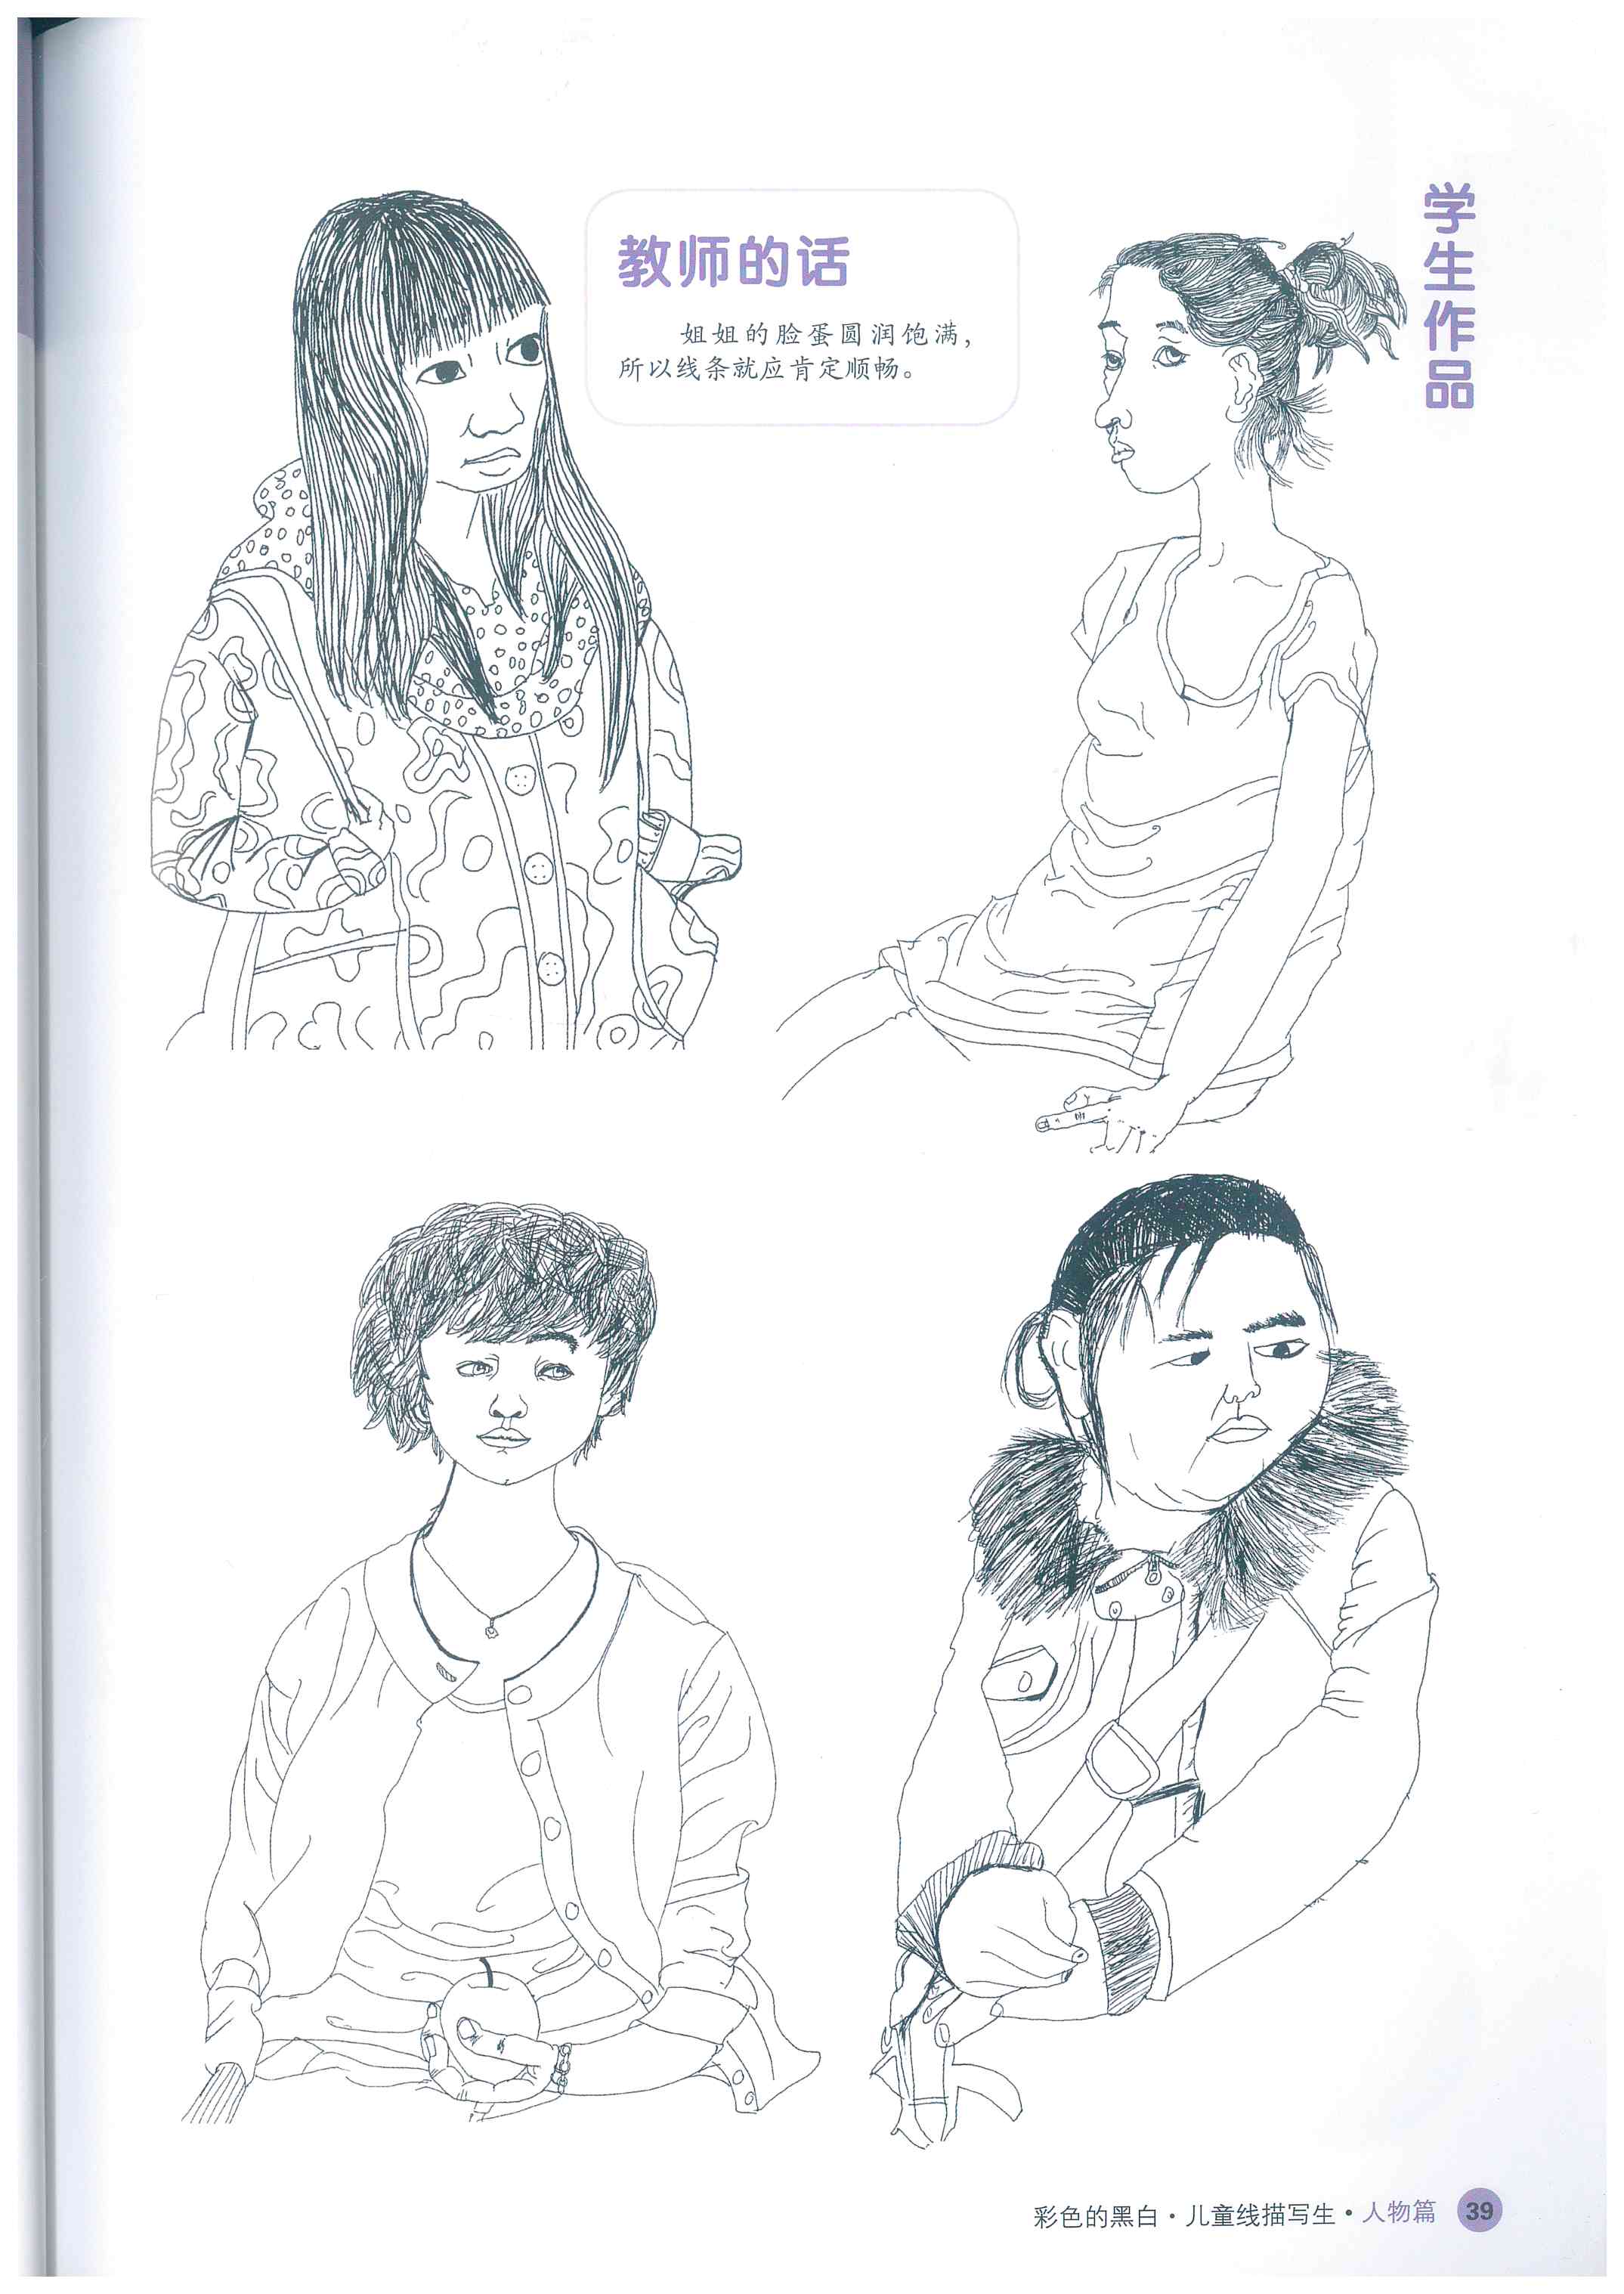 学生作品
教师的话
姐姐的脸蛋圆润饱满，
所以线条就应肯定顺畅。
彩色的黑白·儿童线描写生·人物篇 39